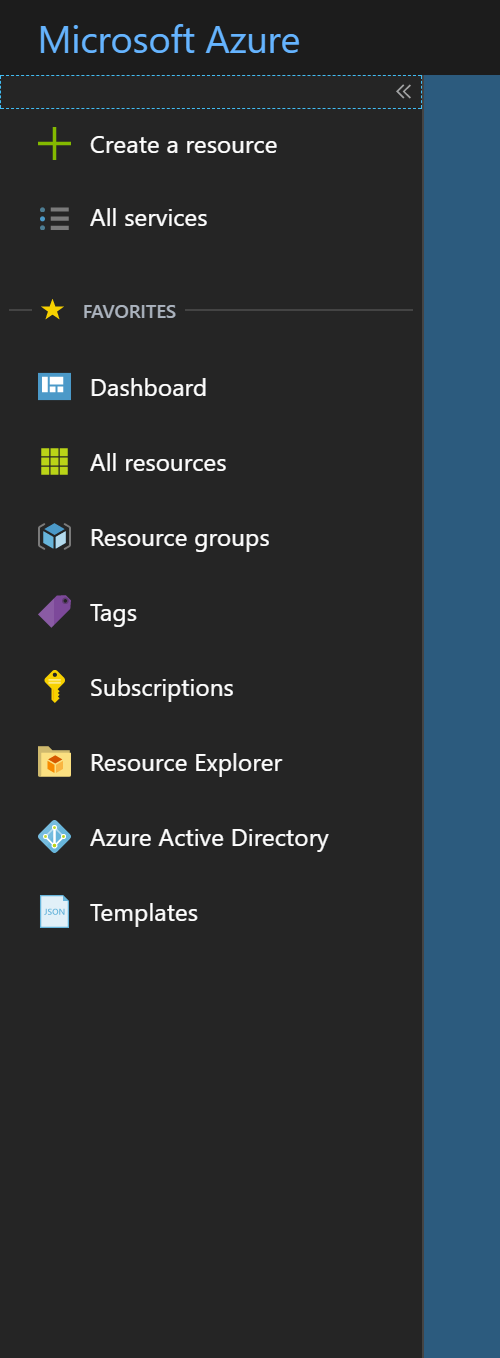 Microsoft Azure
Create a resource
All services
FAVORITES
Dashboard
All resources
Resource groups
Tags
Subscriptions
Resource Explorer
Azure Active Directory
JSON
Templates